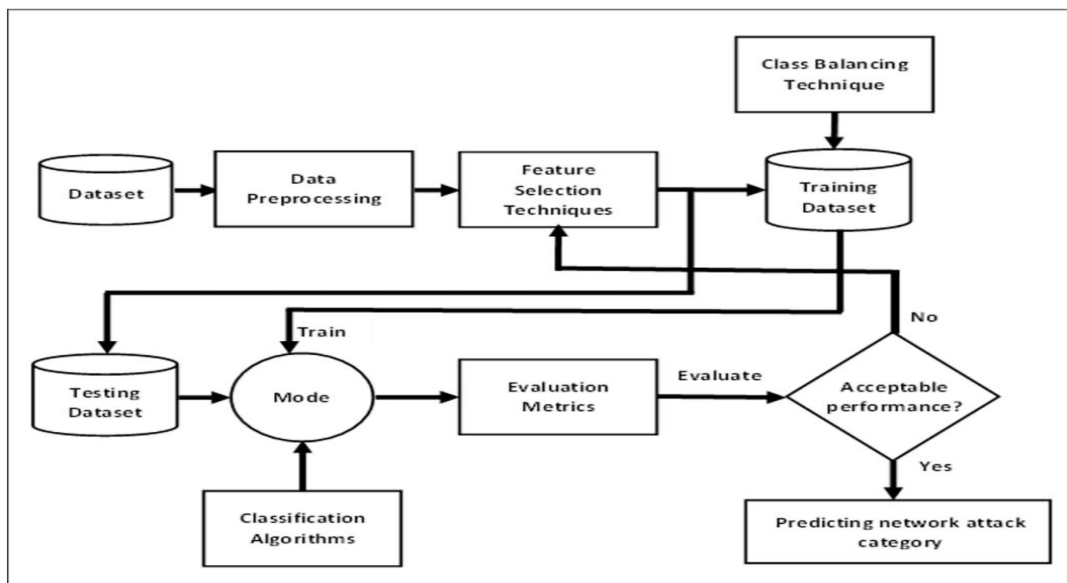 Class Balancing
Technique
Dataset
Data
Preprocessing
Feature
Selection
Techniques
Training
Dataset
No
Train
Testing
Dataset
Mode
Evaluation
Metrics
Evaluate
Acceptable
performance?
Yes
Classification
Algorithms
Predicting network attack
category